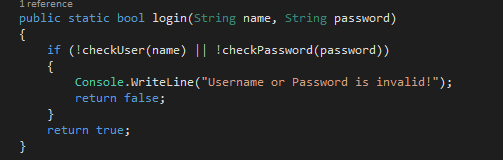 1 reference
public static bool login(String name, String password)
{
if (!checkUser(name) || !checkPassword(password))
{
Console.WriteLine("Username or Password is invalid!");
return false;
}
return true;
}